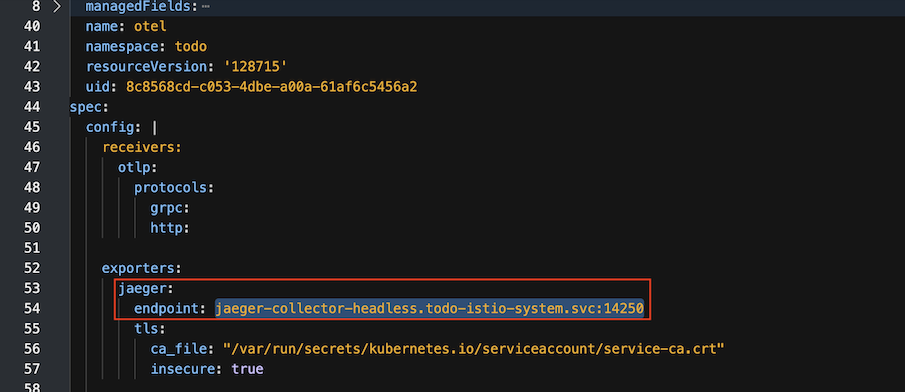 8 > managedFields: ⋯
40 name: otel
41 namespace: todo
42 resourceVersion: '128715'
43 uid: 8c8568cd-c053-4dbe-a00a-61af6c5456a2
44 spec:
45 config: |
46 receivers:
47 otlp:
48 protocols:
49 grpc:
50 http:
51
52 exporters:
53 jaeger:
54 endpoint: jaeger-collector-headless.todo-istio-system.svc:14250
55 tls:
56 ca_file: "/var/run/secrets/kubernetes.io/serviceaccount/service-ca.crt"
57 insecure: true
58